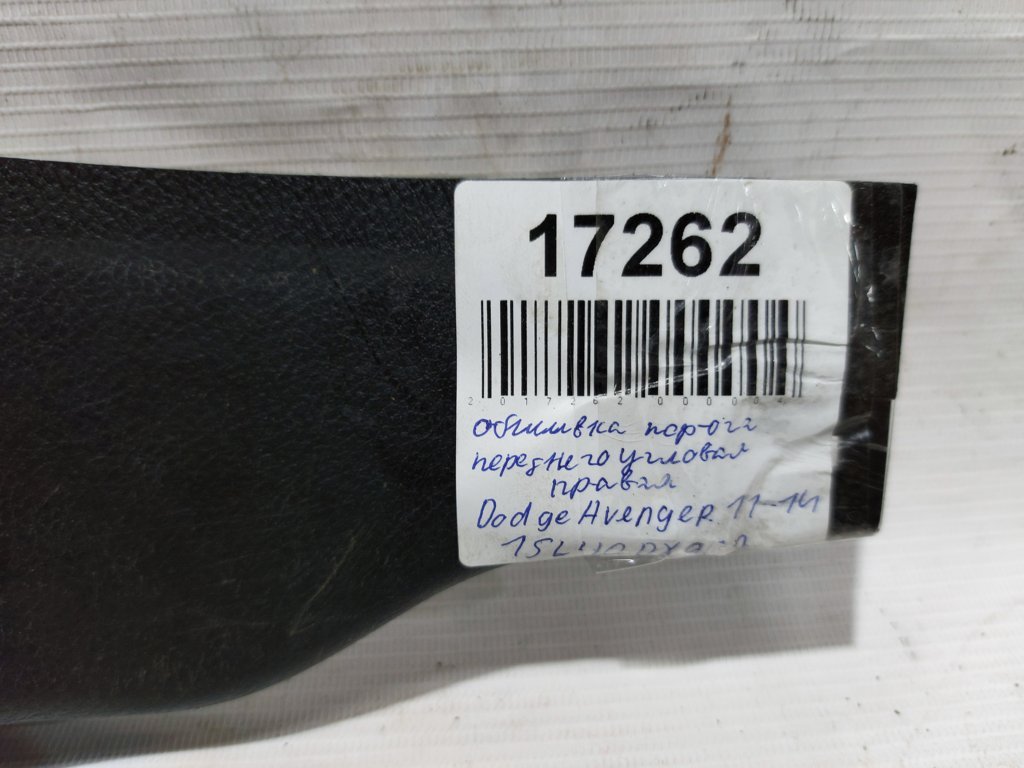 17262
2017262000004
обшивка порога
переднего угловая
правая
Dodge Avenger 11-14